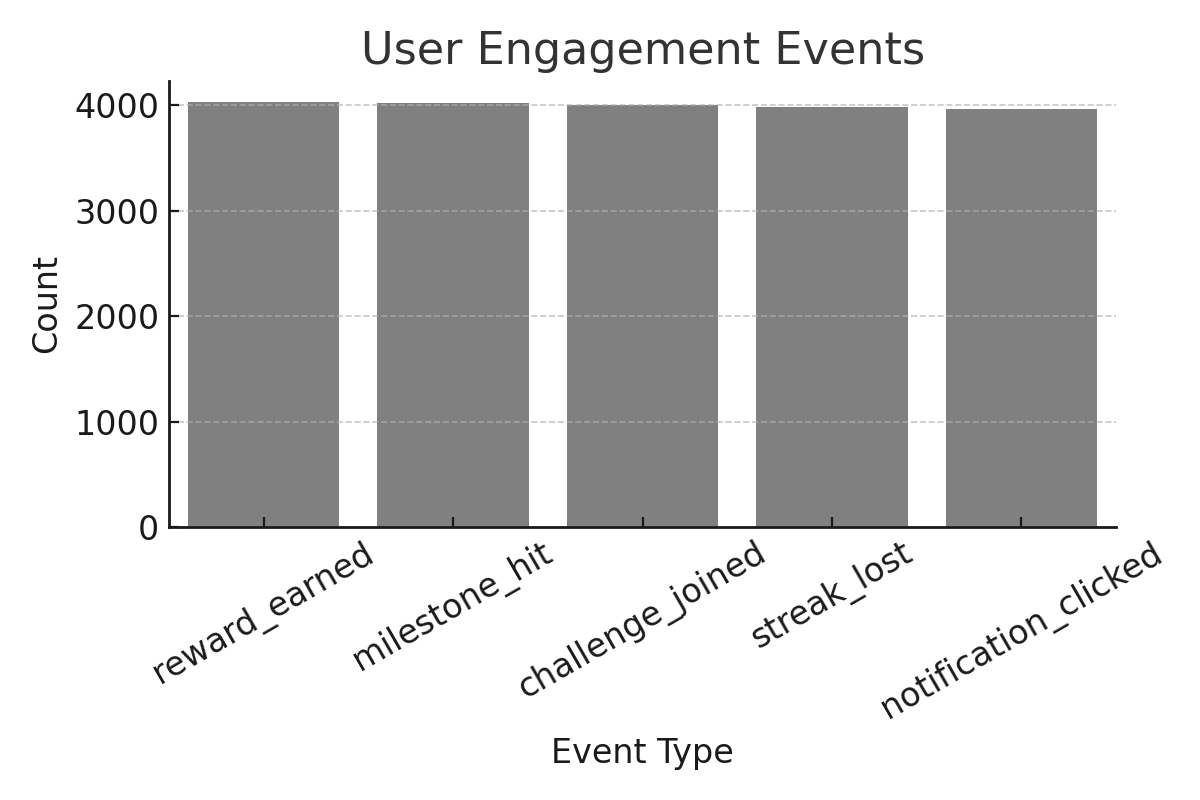 User Engagement Events
Count
4000
3000
2000
1000
0
reward_earned
milestone_hit
challenge_joined
streak_lost
notification_clicked
Event Type